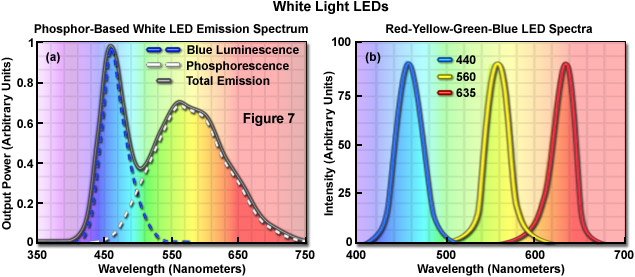 White Light LEDs
Phosphor-Based White LED Emission Spectrum
Output Power (Arbitrary Units)
1
0.8
0.6
0.4
0.2
0
(a)
Blue Luminescence
Phosphorescence
Total Emission
Figure 7
350 450 550 650 750
Wavelength (Nanometers)
Red-Yellow-Green-Blue LED Spectra
Intensity (Arbitrary Units)
100
75
50
25
0
(b)
440
560
635
400 500 600 700
Wavelength (Nanometers)